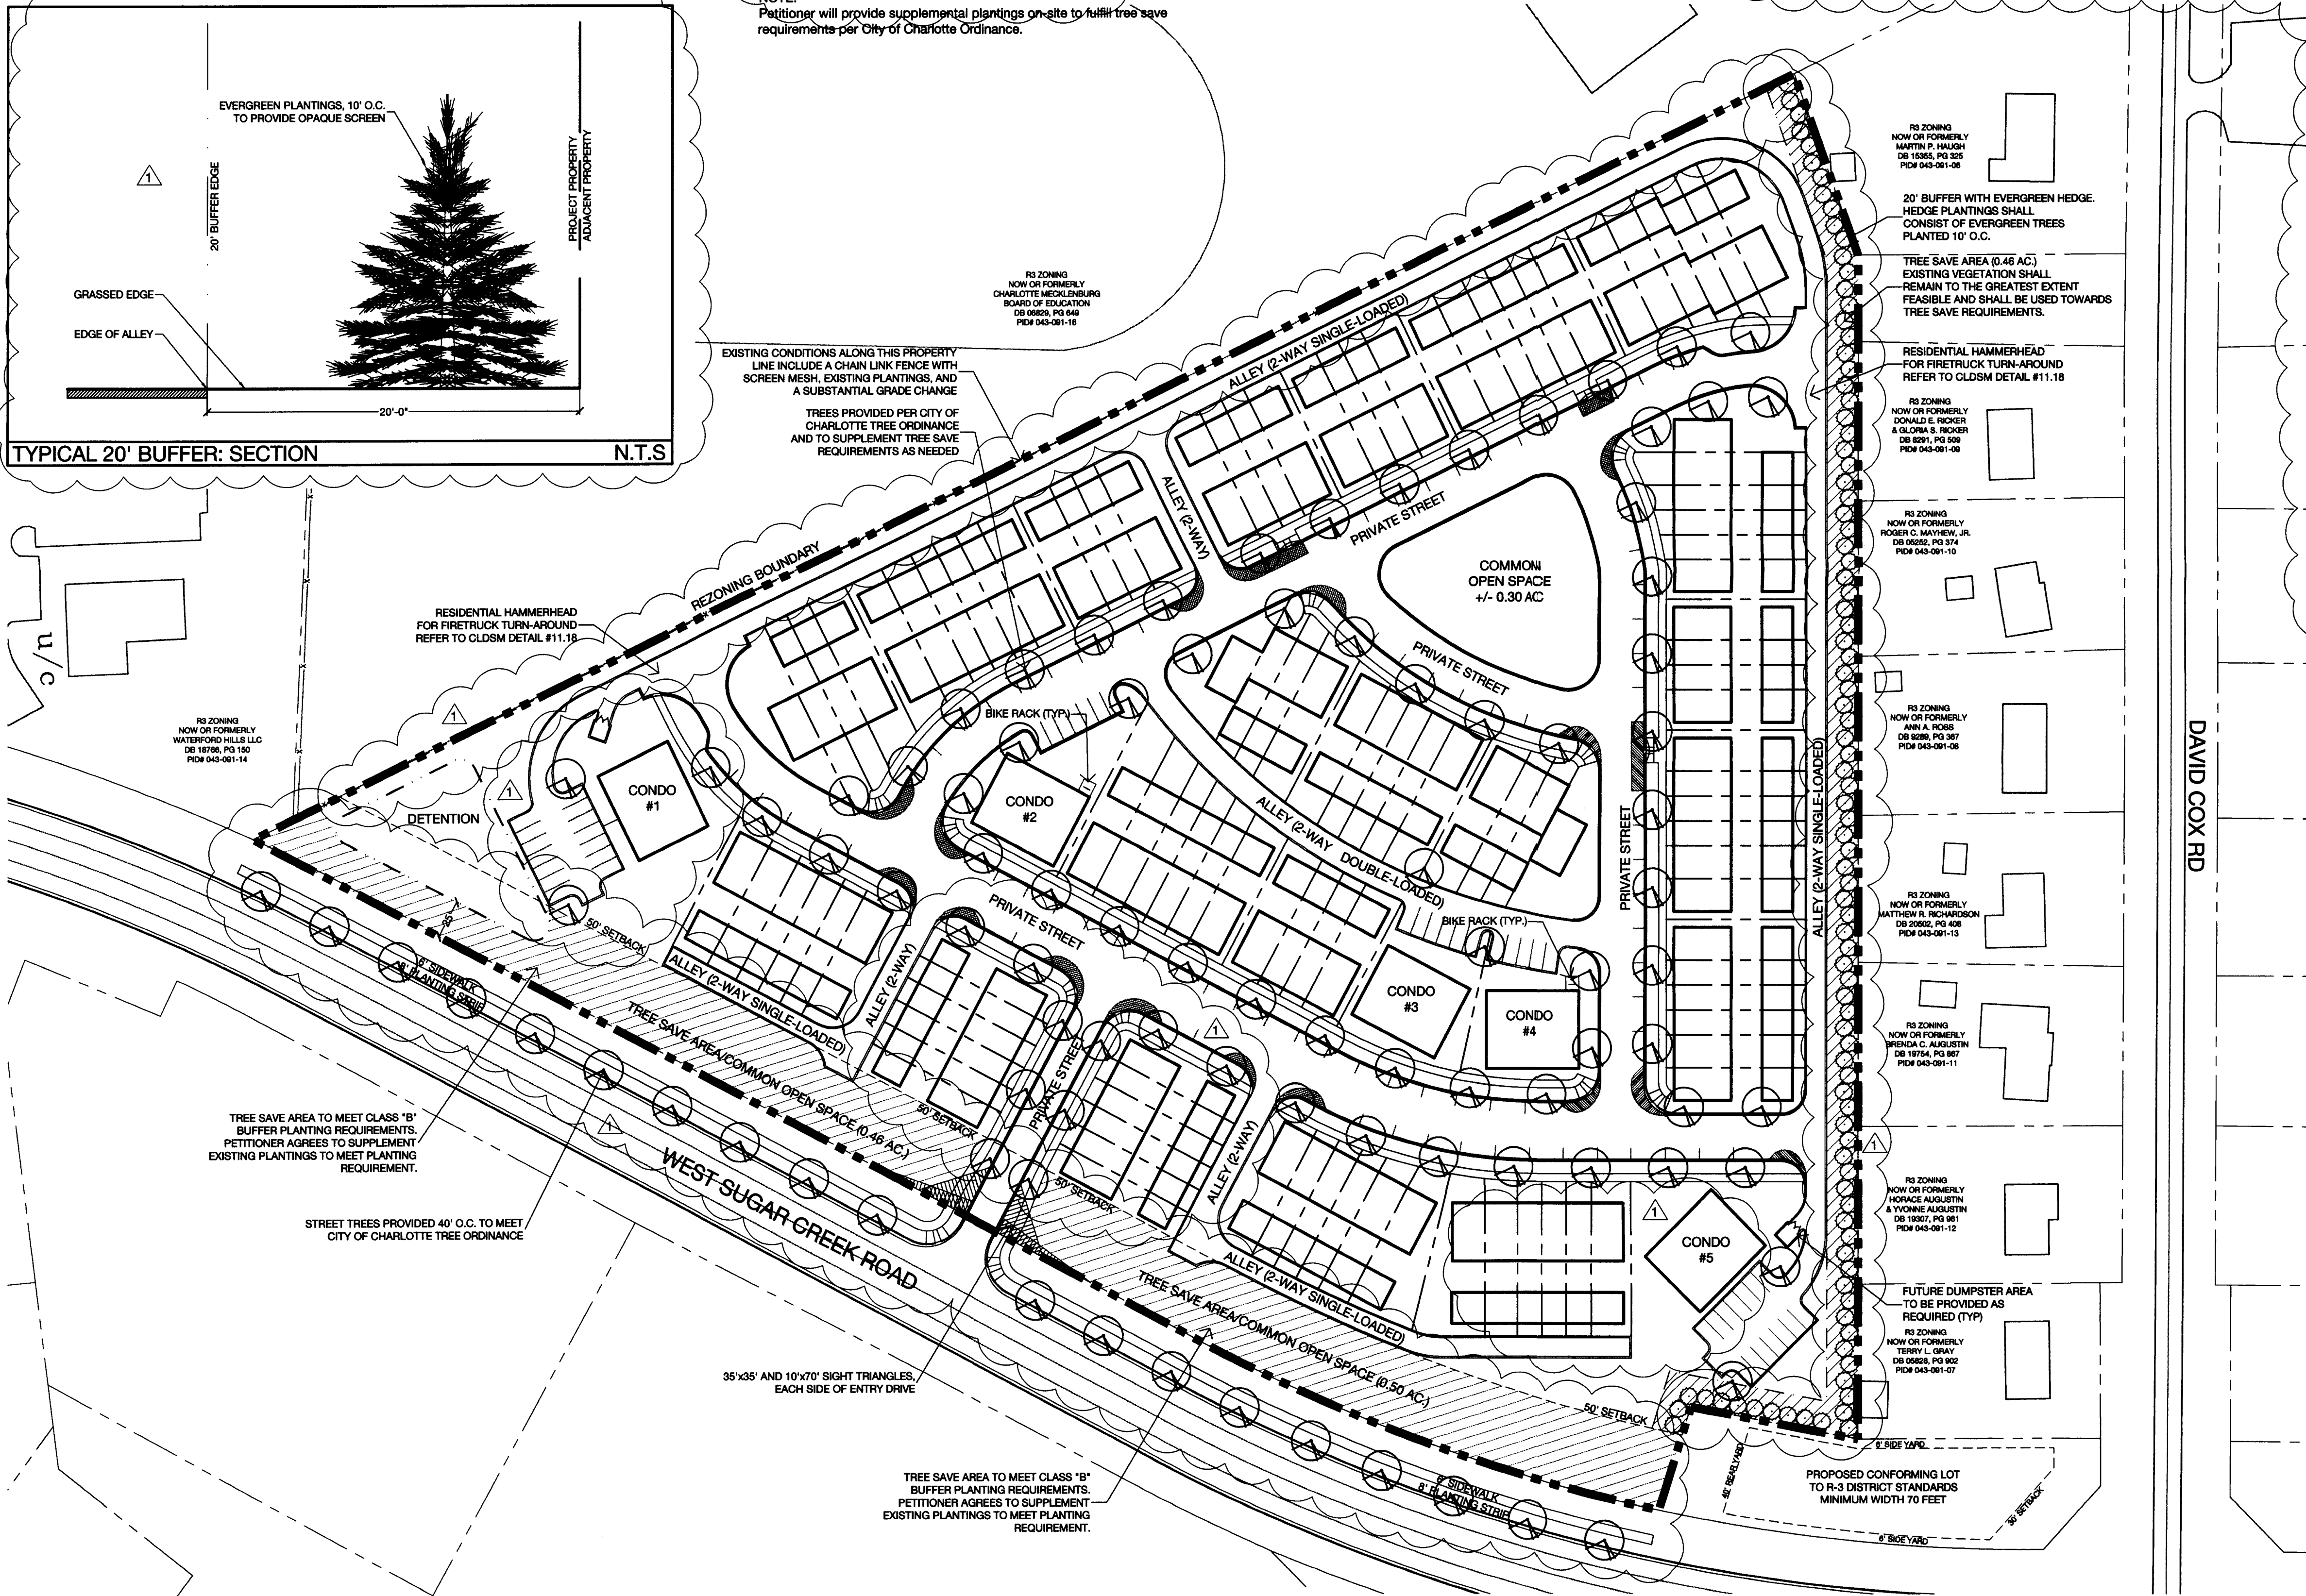 NOTE:
Petitioner will provide supplemental plantings on-site to fulfill tree save
requirements per City of Charlotte Ordinance.
EVERGREEN PLANTINGS, 10' O.C.
TO PROVIDE OPAQUE SCREEN
1
20' BUFFER EDGE
PROJECT PROPERTY
ADJACENT PROPERTY
GRASSED EDGE
EDGE OF ALLEY
20'-0"
TYPICAL 20' BUFFER: SECTION
N.T.S
R3 ZONING
NOW OR FORMERLY
CHARLOTTE MECKLENBURG
BOARD OF EDUCATION
DB 06829, PG 649
PID# 043-091-16
EXISTING CONDITIONS ALONG THIS PROPERTY
LINE INCLUDE A CHAIN LINK FENCE WITH
SCREEN MESH, EXISTING PLANTINGS, AND
A SUBSTANTIAL GRADE CHANGE
TREES PROVIDED PER CITY OF
CHARLOTTE TREE ORDINANCE
AND TO SUPPLEMENT TREE SAVE
REQUIREMENTS AS NEEDED
REZONING BOUNDARY
RESIDENTIAL HAMMERHEAD
FOR FIRETRUCK TURN-AROUND
REFER TO CLDSM DETAIL #11.18
u/c
R3 ZONING
NOW OR FORMERLY
WATERFORD HILLS LLC
DB 18766, PG 150
PID# 043-091-14
1
1
DETENTION
CONDO
#1
BIKE RACK (TYP.)
CONDO
#2
ALLEY (2-WAY SINGLE-LOADED)
ALLEY (2-WAY)
PRIVATE STREET
COMMON
OPEN SPACE
+/- 0.30 AC
PRIVATE STREET
ALLEY (2-WAY DOUBLE-LOADED)
BIKE RACK (TYP.)
CONDO
#3
CONDO
#4
PRIVATE STREET
ALLEY (2-WAY SINGLE-LOADED)
PRIVATE STREET
50' SETBACK
25'
6' SIDEWALK
8' PLANTING STRIP
ALLEY (2-WAY SINGLE-LOADED)
ALLEY (2-WAY)
TREE SAVE AREA/COMMON OPEN SPACE (0.46 AC.)
50' SETBACK
PRIVATE STREET
1
50' SETBACK
ALLEY (2-WAY)
ALLEY (2-WAY SINGLE-LOADED)
TREE SAVE AREA/COMMON OPEN SPACE (0.50 AC.)
50' SETBACK
1
CONDO
#5
1
1
WEST SUGAR CREEK ROAD
6' SIDEWALK
8' PLANTING STRIP
TREE SAVE AREA TO MEET CLASS "B"
BUFFER PLANTING REQUIREMENTS.
PETITIONER AGREES TO SUPPLEMENT
EXISTING PLANTINGS TO MEET PLANTING
REQUIREMENT.
STREET TREES PROVIDED 40' O.C. TO MEET
CITY OF CHARLOTTE TREE ORDINANCE
35'x35' AND 10'x70' SIGHT TRIANGLES,
EACH SIDE OF ENTRY DRIVE
TREE SAVE AREA TO MEET CLASS "B"
BUFFER PLANTING REQUIREMENTS.
PETITIONER AGREES TO SUPPLEMENT
EXISTING PLANTINGS TO MEET PLANTING
REQUIREMENT.
R3 ZONING
NOW OR FORMERLY
MARTIN P. HAUGH
DB 15365, PG 325
PID# 043-091-06
20' BUFFER WITH EVERGREEN HEDGE.
HEDGE PLANTINGS SHALL
CONSIST OF EVERGREEN TREES
PLANTED 10' O.C.
TREE SAVE AREA (0.46 AC.)
EXISTING VEGETATION SHALL
REMAIN TO THE GREATEST EXTENT
FEASIBLE AND SHALL BE USED TOWARDS
TREE SAVE REQUIREMENTS.
RESIDENTIAL HAMMERHEAD
FOR FIRETRUCK TURN-AROUND
REFER TO CLDSM DETAIL #11.18
R3 ZONING
NOW OR FORMERLY
DONALD E. RICKER
& GLORIA S. RICKER
DB 8291, PG 509
PID# 043-091-09
R3 ZONING
NOW OR FORMERLY
ROGER C. MAYHEW, JR.
DB 06252, PG 374
PID# 043-091-10
R3 ZONING
NOW OR FORMERLY
ANN A. ROSS
DB 9289, PG 367
PID# 043-091-08
R3 ZONING
NOW OR FORMERLY
MATTHEW R. RICHARDSON
DB 20502, PG 408
PID# 043-091-13
R3 ZONING
NOW OR FORMERLY
BRENDA C. AUGUSTIN
DB 19754, PG 867
PID# 043-091-11
R3 ZONING
NOW OR FORMERLY
HORACE AUGUSTIN
& YVONNE AUGUSTIN
DB 19307, PG 981
PID# 043-091-12
FUTURE DUMPSTER AREA
TO BE PROVIDED AS
REQUIRED (TYP)
R3 ZONING
NOW OR FORMERLY
TERRY L. GRAY
DB 05828, PG 902
PID# 043-091-07
DAVID COX RD
6' SIDE YARD
40' REAR YARD
PROPOSED CONFORMING LOT
TO R-3 DISTRICT STANDARDS
MINIMUM WIDTH 70 FEET
30' SETBACK
6' SIDE YARD